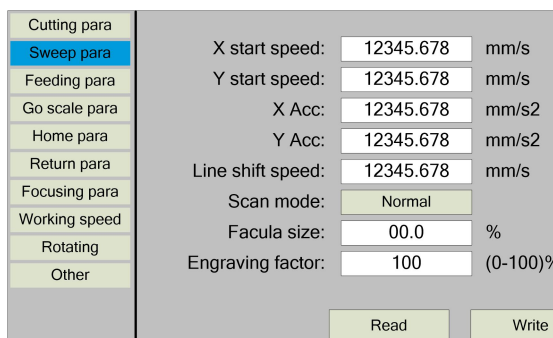 Cutting para
Sweep para
Feeding para
Go scale para
Home para
Return para
Focusing para
Working speed
Rotating
Other
X start speed: 12345.678 mm/s
Y start speed: 12345.678 mm/s
X Acc: 12345.678 mm/s2
Y Acc: 12345.678 mm/s2
Line shift speed: 12345.678 mm/s
Scan mode: Normal
Facula size: 00.0 %
Engraving factor: 100 (0-100)%
Read Write